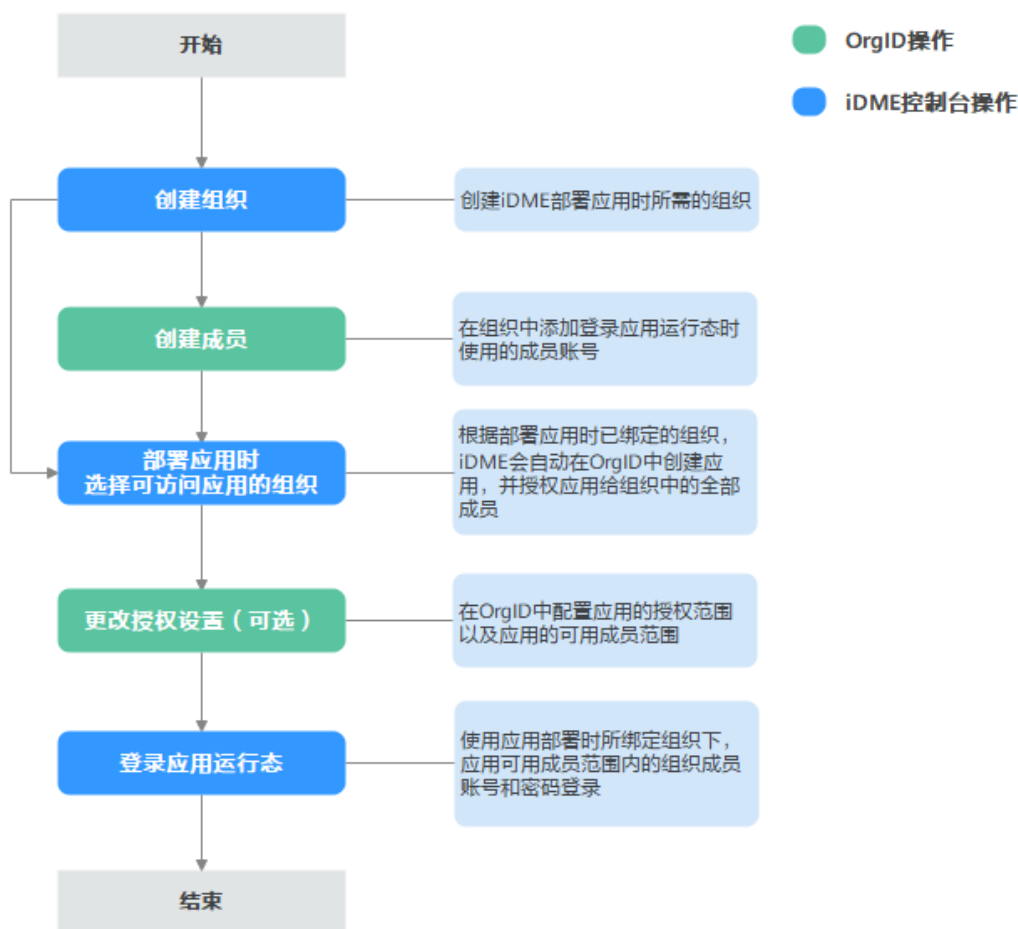 开始
OrgID操作
iDME控制台操作
创建组织
创建iDME部署应用时所需的组织
创建成员
在组织中添加登录应用运行态时
使用的成员账号
部署应用时
选择可访问应用的组织
根据部署应用时已绑定的组织，
iDME会自动在OrgID中创建应
用，并授权应用给组织中的全部
成员
更改授权设置（可选）
在OrgID中配置应用的授权范围
以及应用的可用成员范围
登录应用运行态
使用应用部署时所绑定组织下，
应用可用成员范围内的组织成员
账号和密码登录
结束